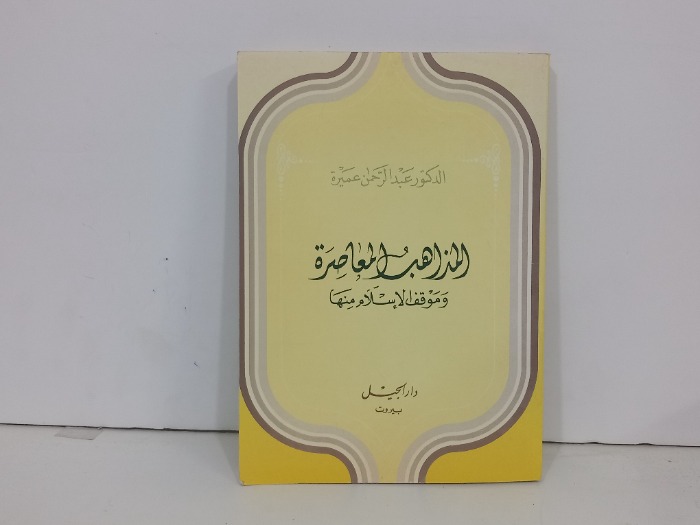 الدكتور عبد الرحمن عميرة
المذاهب المعاصرة
وموقف الإسلام منها
دار الجيل
بيروت